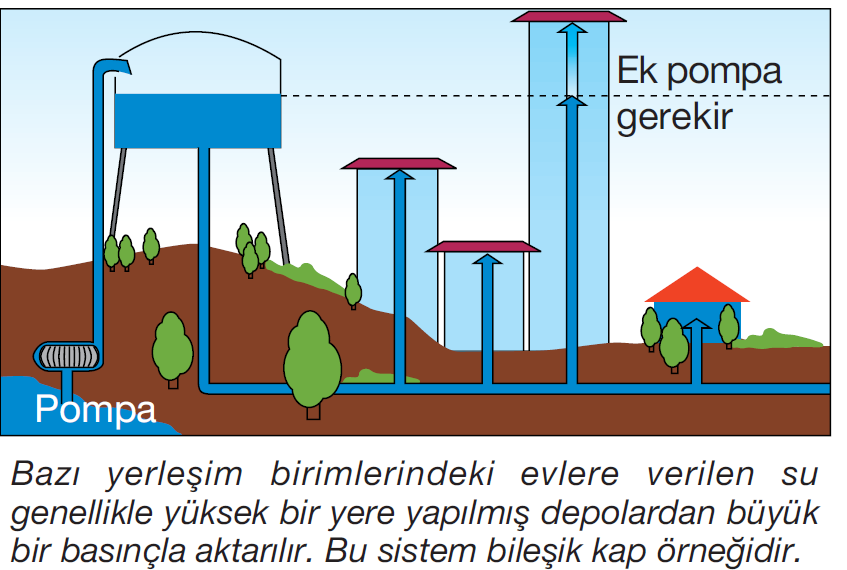 Ek pompa
gerekir
Pompa
Bazı yerleşim birimlerindeki evlere verilen su
genellikle yüksek bir yere yapılmış depolardan büyük
bir basınçla aktarılır. Bu sistem bileşik kap örneğidir.